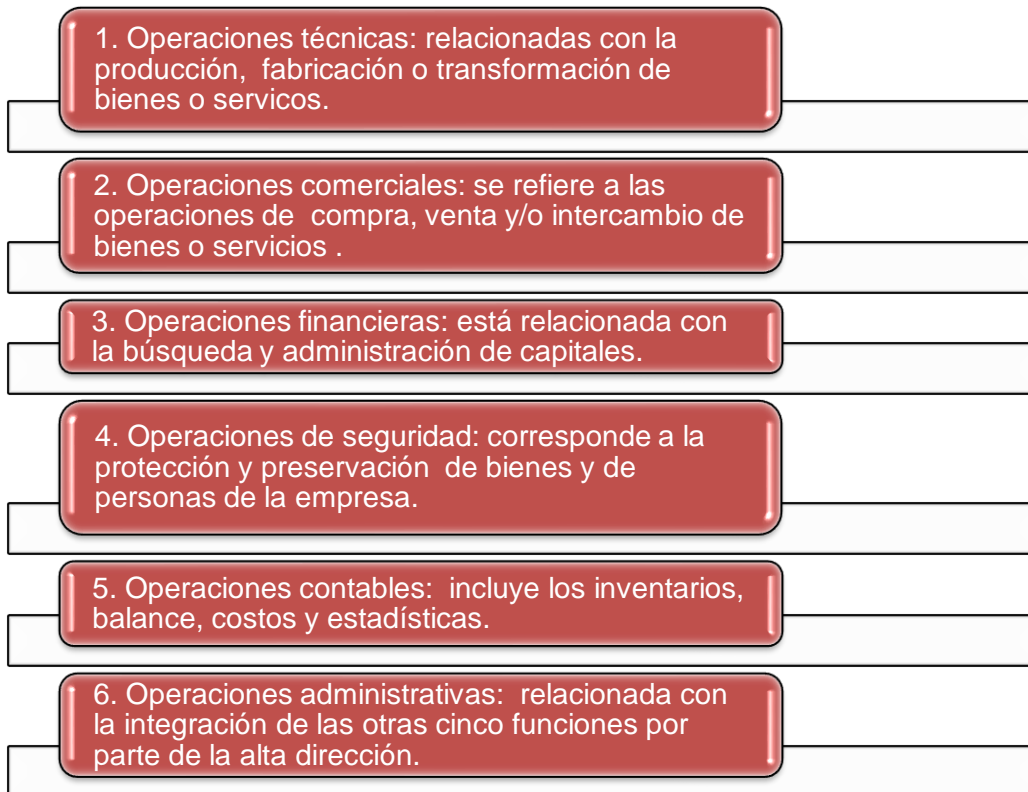 1. Operaciones técnicas: relacionadas con la
producción,  fabricación o transformación de
bienes o servicos.
2. Operaciones comerciales: se refiere a las
operaciones de  compra, venta y/o intercambio de
bienes o servicios .
3. Operaciones financieras: está relacionada con
la búsqueda y administración de capitales.
4. Operaciones de seguridad: corresponde a la
protección y preservación  de bienes y de
personas de la empresa.
5. Operaciones contables:  incluye los inventarios,
balance, costos y estadísticas.
6. Operaciones administrativas:  relacionada con
la integración de las otras cinco funciones por
parte de la alta dirección.